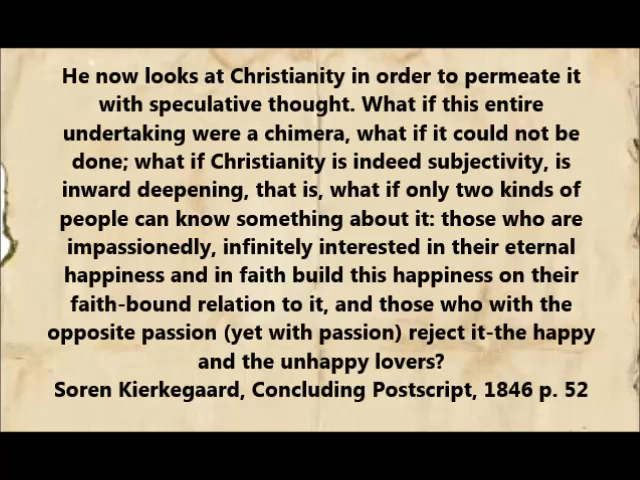 He now looks at Christianity in order to permeate it
with speculative thought. What if this entire
undertaking were a chimera, what if it could not be
done; what if Christianity is indeed subjectivity, is
inward deepening, that is, what if only two kinds of
people can know something about it: those who are
impassionedly, infinitely interested in their eternal
happiness and in faith build this happiness on their
faith-bound relation to it, and those who with the
opposite passion (yet with passion) reject it-the happy
and the unhappy lovers?
Soren Kierkegaard, Concluding Postscript, 1846 p. 52